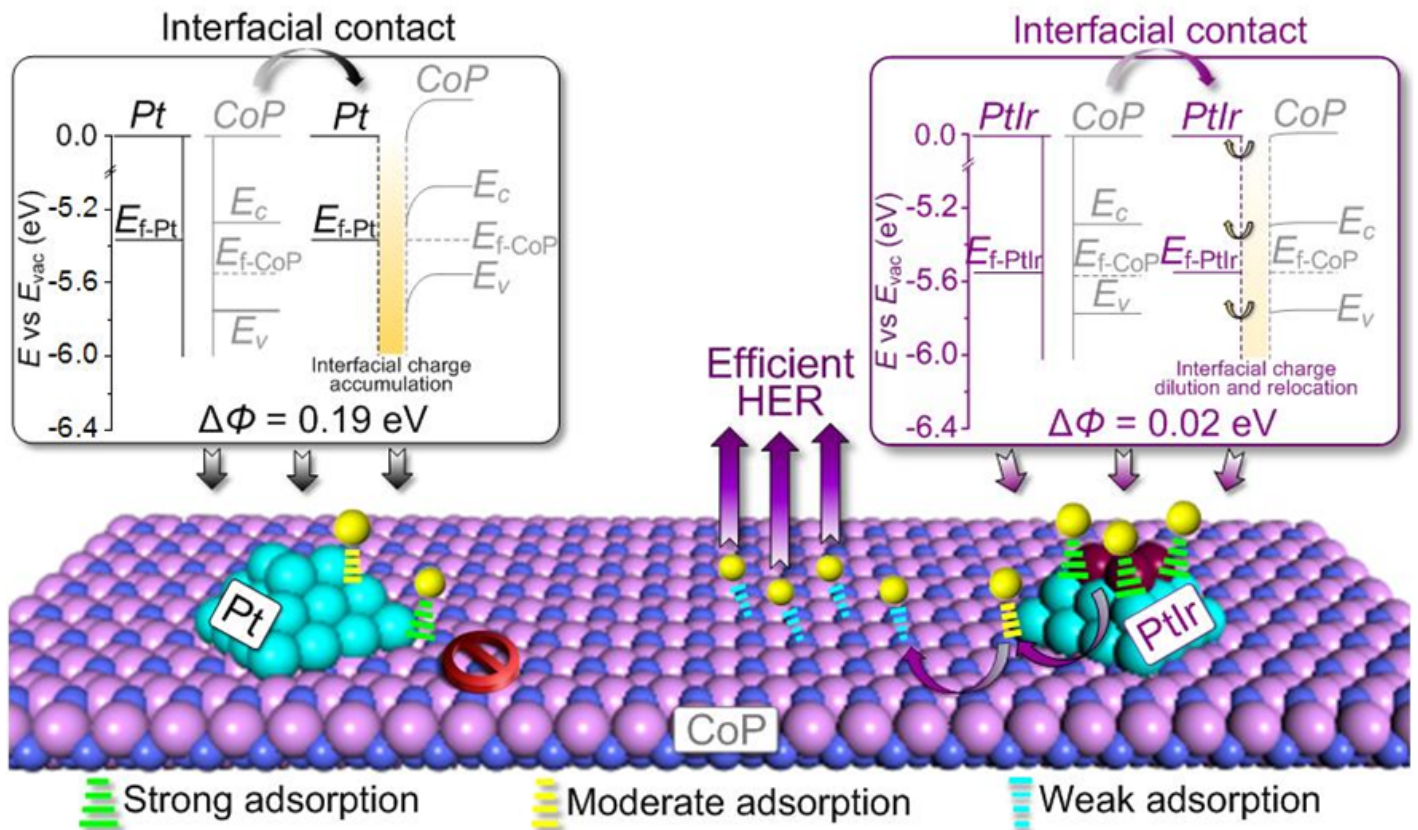 Interfacial contact
Pt
CoP
Pt
CoP
0.0
-5.2
-5.6
-6.0
-6.4
E vs Evac (eV)
Ef-Pt
Ec
Ef-CoP
Ev
Ef-Pt
Ec
Ef-CoP
Ev
Interfacial charge
accumulation
ΔΦ = 0.19 eV
Efficient
HER
Interfacial contact
PtIr
CoP
PtIr
CoP
0.0
-5.2
-5.6
-6.0
-6.4
E vs Evac (eV)
Ef-PtIr
Ec
Ef-CoP
Ev
Ef-PtIr
Ec
Ef-CoP
Ev
Interfacial charge
dilution and relocation
ΔΦ = 0.02 eV
Pt
PtIr
CoP
Strong adsorption
Moderate adsorption
Weak adsorption